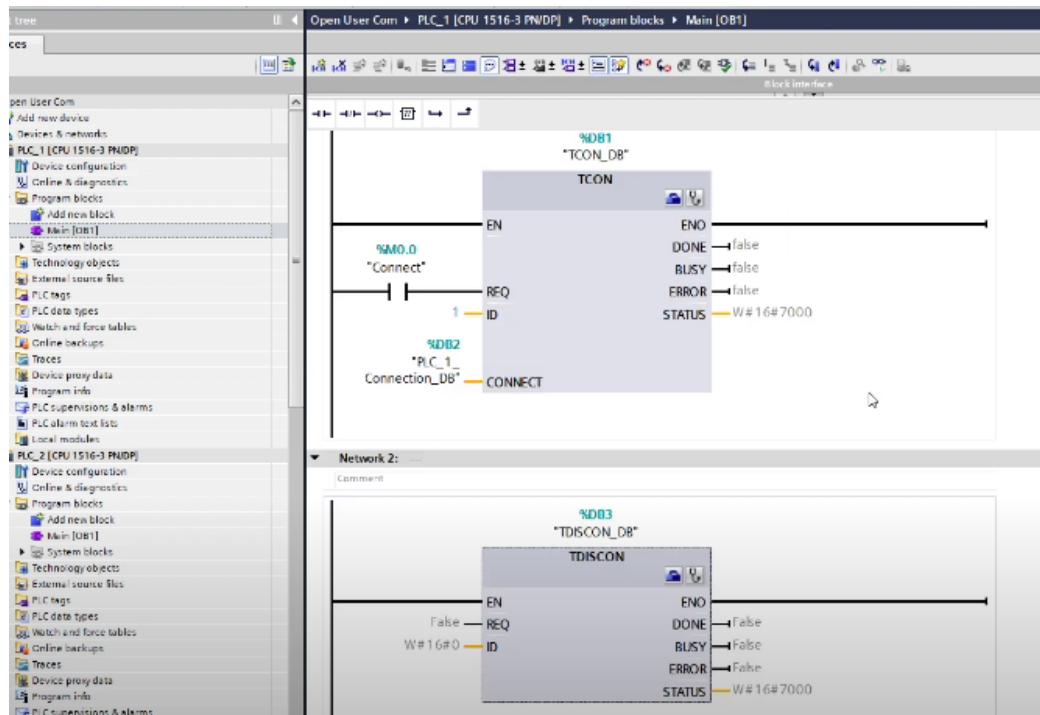 tree
Open User Com ▸ PLC_1 [CPU 1516-3 PN/DP] ▸ Program blocks ▸ Main [OB1]
ces
Block interface
pen User Com
Add new device
Devices & networks
PLC_1 [CPU 1516-3 PN/DP]
Device configuration
Online & diagnostics
Program blocks
Add new block
Main [OB1]
System blocks
Technology objects
External source files
PLC tags
PLC data types
Watch and force tables
Online backups
Traces
Device proxy data
Program info
PLC supervisions & alarms
PLC alarm text lists
Local modules
PLC_2 [CPU 1516-3 PN/DP]
Device configuration
Online & diagnostics
Program blocks
Add new block
Main [OB1]
System blocks
Technology objects
External source files
PLC tags
PLC data types
Watch and force tables
Online backups
Traces
Device proxy data
Program info
PLC supervisions & alarms
%DB1
"TCON_DB"
TCON
EN ENO
DONE false
%M0.0
"Connect"
BUSY false
REQ ERROR false
1 ID STATUS W#16#7000
%DB2
"PLC_1_
Connection_DB" CONNECT
Network 2: ....
Comment
%DB3
"TDISCON_DB"
TDISCON
EN ENO
False REQ DONE False
W#16#0 ID BUSY False
ERROR False
STATUS W#16#7000